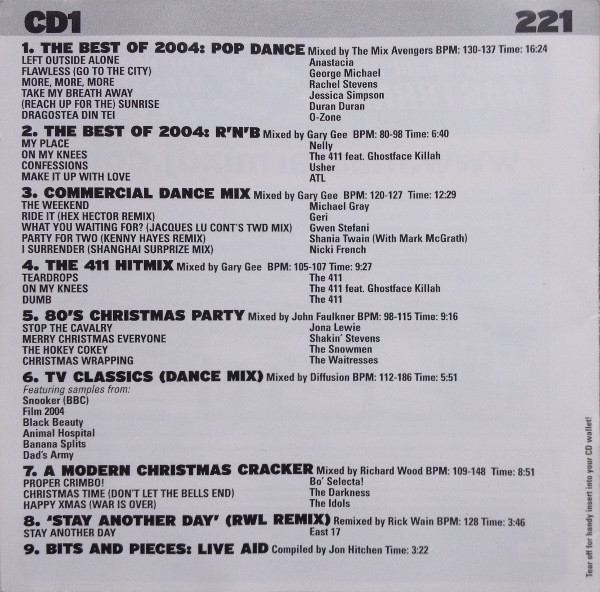 CD1 221
1. THE BEST OF 2004: POP DANCE Mixed by The Mix Avengers BPM: 130-137 Time: 16:24
LEFT OUTSIDE ALONE Anastacia
FLAWLESS (GO TO THE CITY) George Michael
MORE, MORE, MORE Rachel Stevens
TAKE MY BREATH AWAY Jessica Simpson
(REACH UP FOR THE) SUNRISE Duran Duran
DRAGOSTEA DIN TEI O-Zone
2. THE BEST OF 2004: R'N'B Mixed by Gary Gee BPM: 80-98 Time: 6:40
MY PLACE Nelly
ON MY KNEES The 411 feat. Ghostface Killah
CONFESSIONS Usher
MAKE IT UP WITH LOVE ATL
3. COMMERCIAL DANCE MIX Mixed by Gary Gee BPM: 120-127 Time: 12:29
THE WEEKEND Michael Gray
RIDE IT (HEX HECTOR REMIX) Geri
WHAT YOU WAITING FOR? (JACQUES LU CONT'S TWD MIX) Gwen Stefani
PARTY FOR TWO (KENNY HAYES REMIX) Shania Twain (With Mark McGrath)
I SURRENDER (SHANGHAI SURPRIZE MIX) Nicki French
4. THE 411 HITMIX Mixed by Gary Gee BPM: 105-107 Time: 9:27
TEARDROPS The 411
ON MY KNEES The 411 feat. Ghostface Killah
DUMB The 411
5. 80'S CHRISTMAS PARTY Mixed by John Faulkner BPM: 98-115 Time: 9:16
STOP THE CAVALRY Jona Lewie
MERRY CHRISTMAS EVERYONE Shakin' Stevens
THE HOKEY COKEY The Snowmen
CHRISTMAS WRAPPING The Waitresses
6. TV CLASSICS (DANCE MIX) Mixed by Diffusion BPM: 112-186 Time: 5:51
Featuring samples from:
Snooker (BBC)
Film 2004
Black Beauty
Animal Hospital
Banana Splits
Dad's Army
7. A MODERN CHRISTMAS CRACKER Mixed by Richard Wood BPM: 109-148 Time: 8:51
PROPER CRIMBO! Bo' Selecta!
CHRISTMAS TIME (DON'T LET THE BELLS END) The Darkness
HAPPY XMAS (WAR IS OVER) The Idols
8. 'STAY ANOTHER DAY' (RWL REMIX) Remixed by Rick Wain BPM: 128 Time: 3:46
STAY ANOTHER DAY East 17
9. BITS AND PIECES: LIVE AID Compiled by Jon Hitchen Time: 3:22
Tear off for handy insert into your CD wallet!